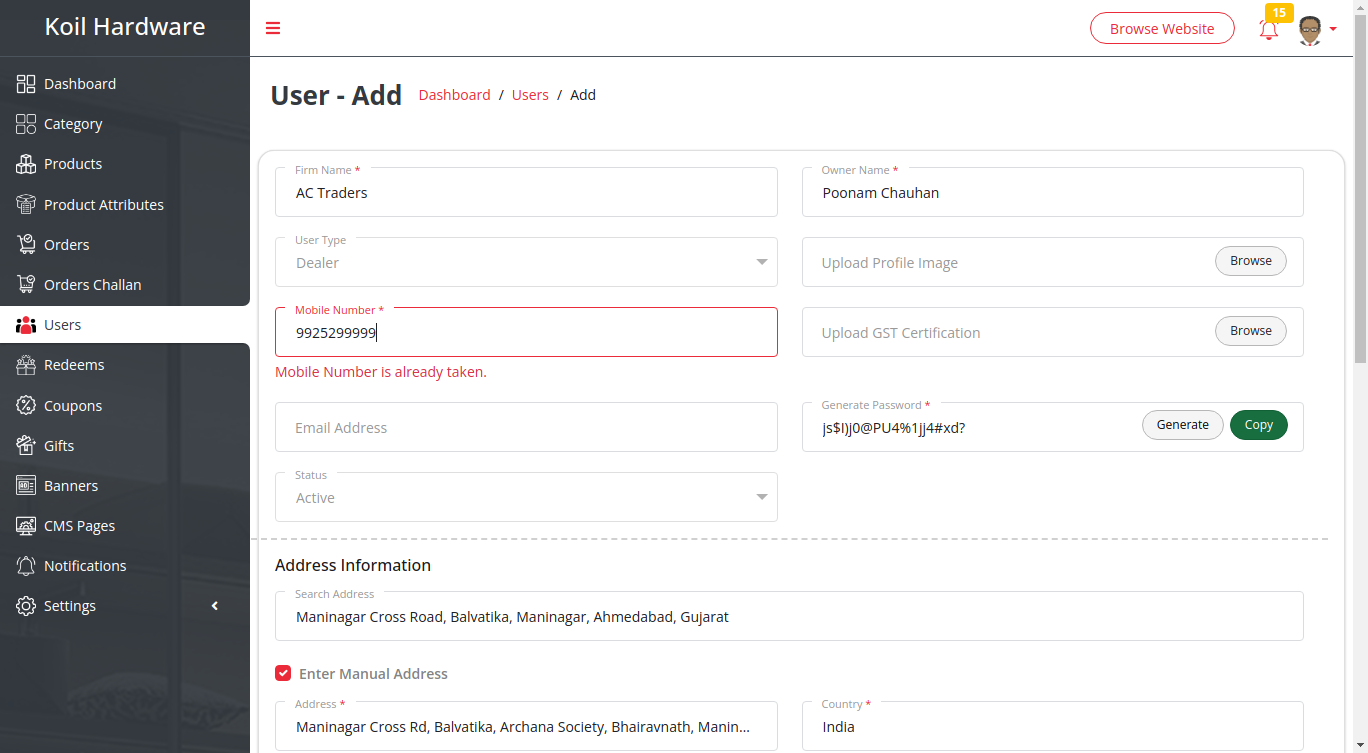 Koil Hardware
Dashboard
Category
Products
Product Attributes
Orders
Orders Challan
Users
Redeems
Coupons
Gifts
Banners
CMS Pages
Notifications
Settings
Browse Website
15
User - Add
Dashboard / Users / Add
Firm Name *
AC Traders
Owner Name *
Poonam Chauhan
User Type
Dealer
Upload Profile Image
Browse
Mobile Number *
9925299999
Mobile Number is already taken.
Upload GST Certification
Browse
Email Address
Generate Password *
js$I)j0@PU4%1jj4#xd?
Generate
Copy
Status
Active
Address Information
Search Address
Maninagar Cross Road, Balvatika, Maninagar, Ahmedabad, Gujarat
Enter Manual Address
Address *
Maninagar Cross Rd, Balvatika, Archana Society, Bhairavnath, Manin...
Country *
India